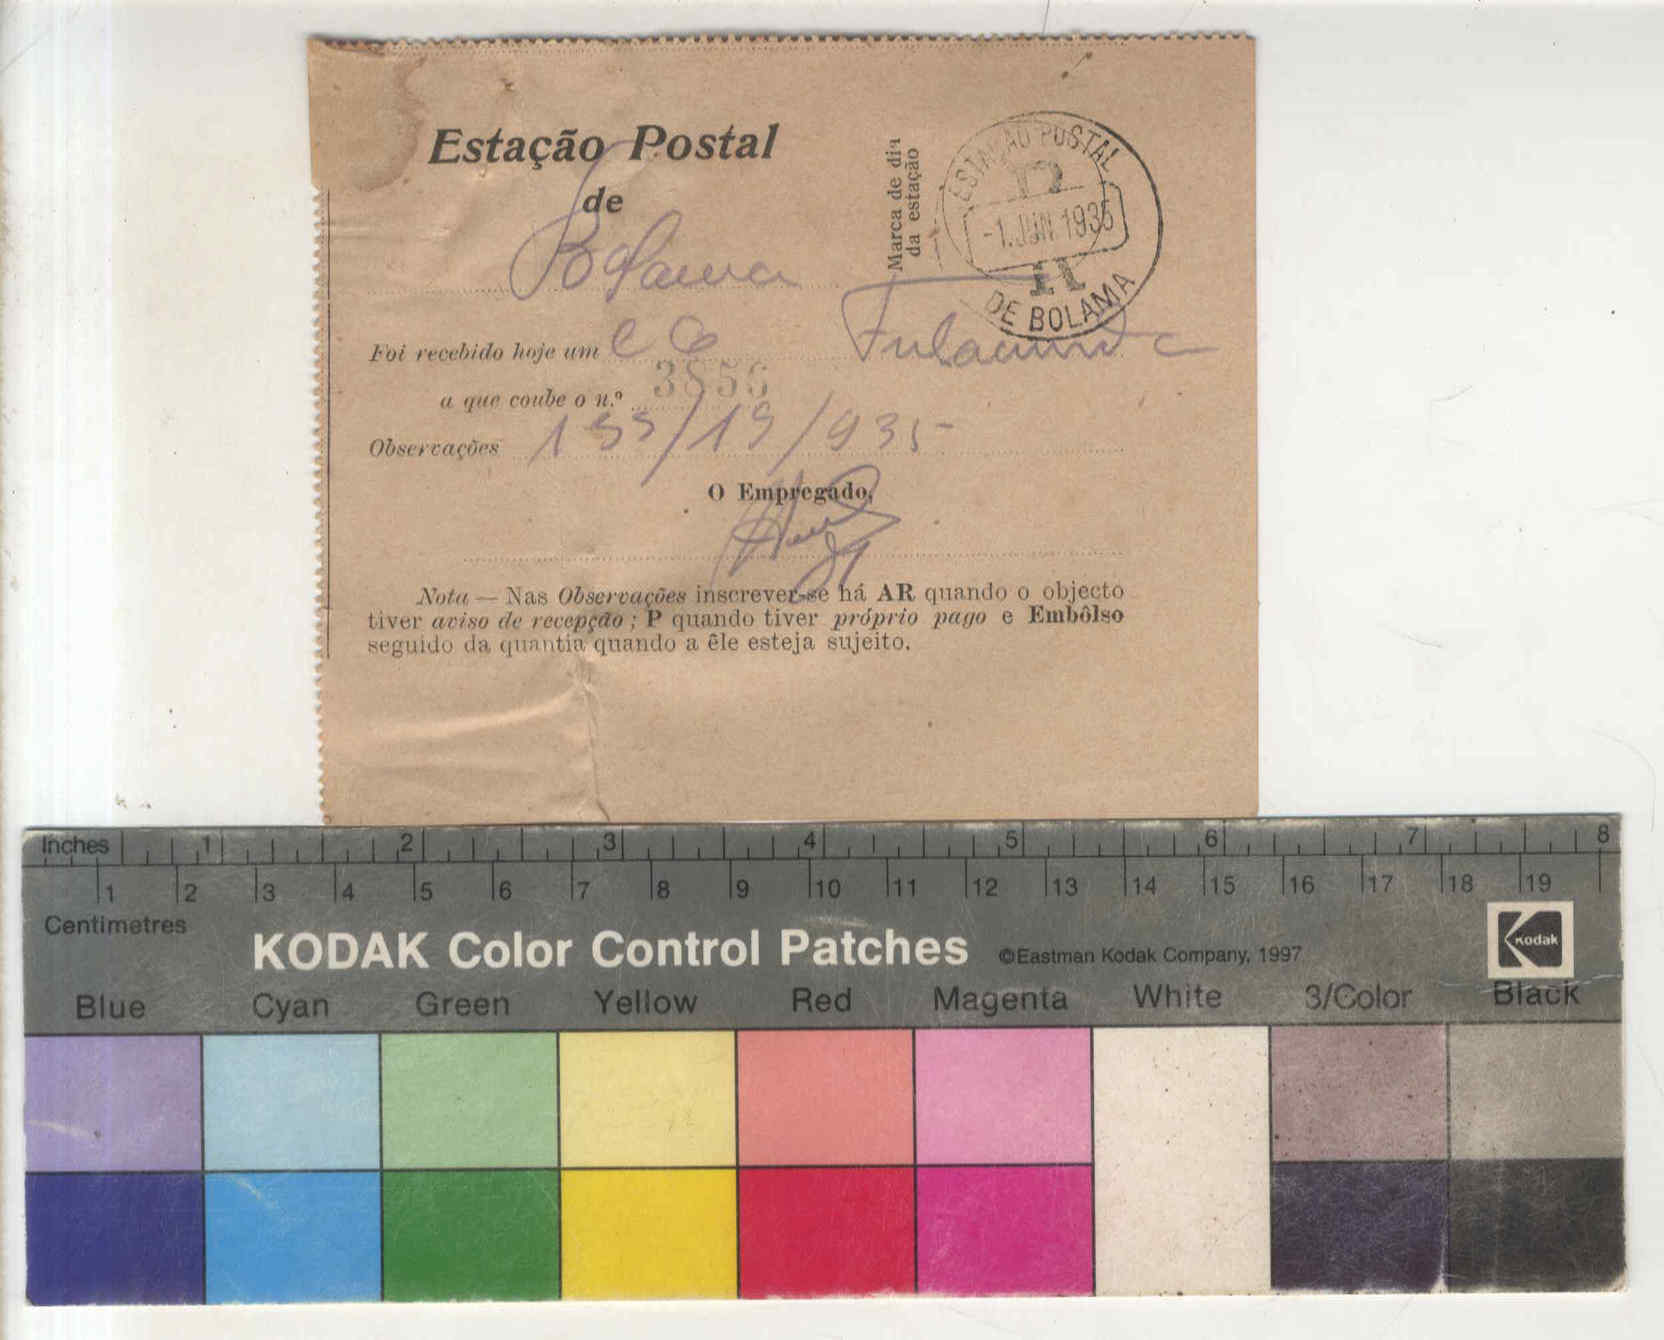 Estação Postal
de
Bolama
Marca de dia
da estação
ESTAÇÃO POSTAL
-1.JUN.1935
DE BOLAMA
Foi recebido hoje um Fulacunda
a que coube o n.º 3856
Observações 155/19/935
O Empregado,
Nota — Nas Observações inscrever-se há AR quando o objecto
tiver aviso de recepção ; P quando tiver próprio pago e Embôlso
seguido da quantia quando a êle esteja sujeito.
Inches 1 2 3 4 5 6 7 8
1 2 3 4 5 6 7 8 9 10 11 12 13 14 15 16 17 18 19
Centimetres
KODAK Color Control Patches ©Eastman Kodak Company, 1997 Kodak
Blue Cyan Green Yellow Red Magenta White 3/Color Black